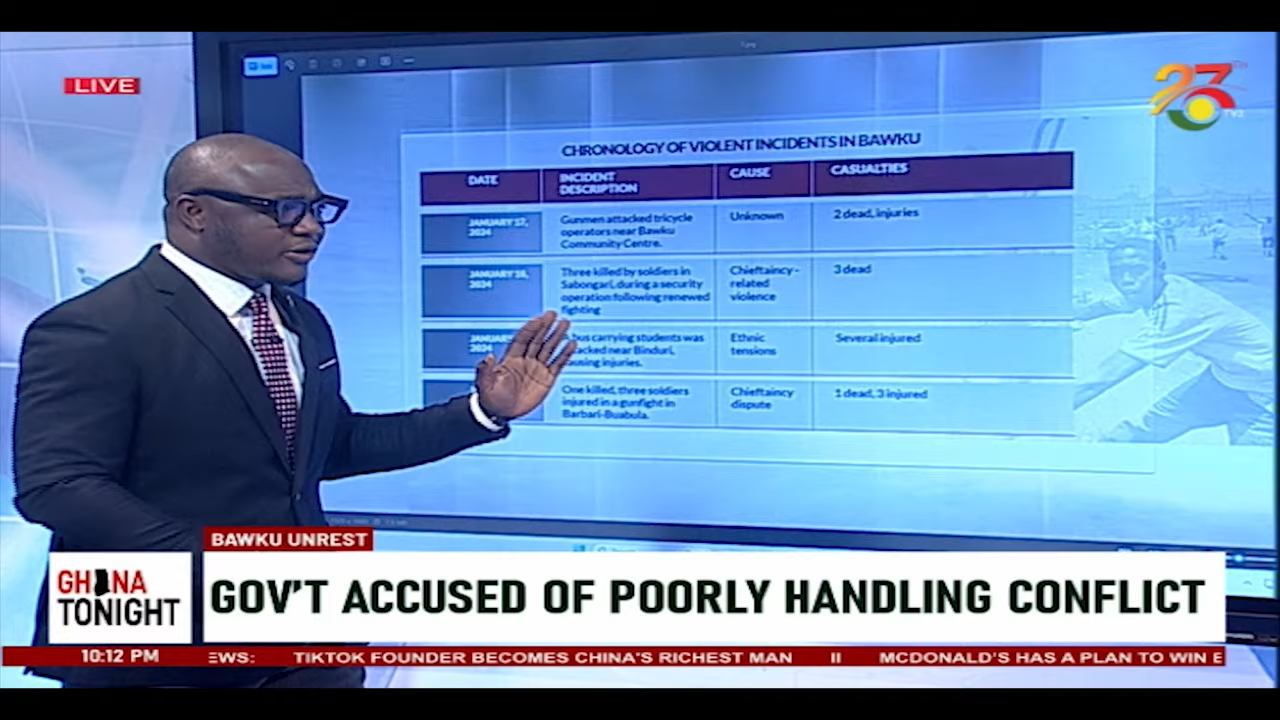 LIVE
CHRONOLOGY OF VIOLENT INCIDENTS IN BAWKU
DATE
INCIDENT
DESCRIPTION
CAUSE
CASUALTIES
JANUARY 17,
2024
Gunmen attacked tricycle
operators near Bawku
Community Centre.
Unknown
2 dead, injuries
JANUARY
2024
Three killed by soldiers in
Sabongari, during a security
operation following renewed
fighting
Chieftaincy-
related
violence
3 dead
2024
bus carrying students was
near Binduri,
injuries.
Ethnic
tensions
Several injured
One killed, three soldiers
injured in a gunfight in
Barbari-Buabula.
Chieftaincy
dispute
1 dead, 3 injured
BAWKU UNREST
GHANA
TONIGHT
GOV'T ACCUSED OF POORLY HANDLING CONFLICT
10:12 PM
EWS: TIKTOK FOUNDER BECOMES CHINA'S RICHEST MAN II MCDONALD'S HAS A PLAN TO WIN